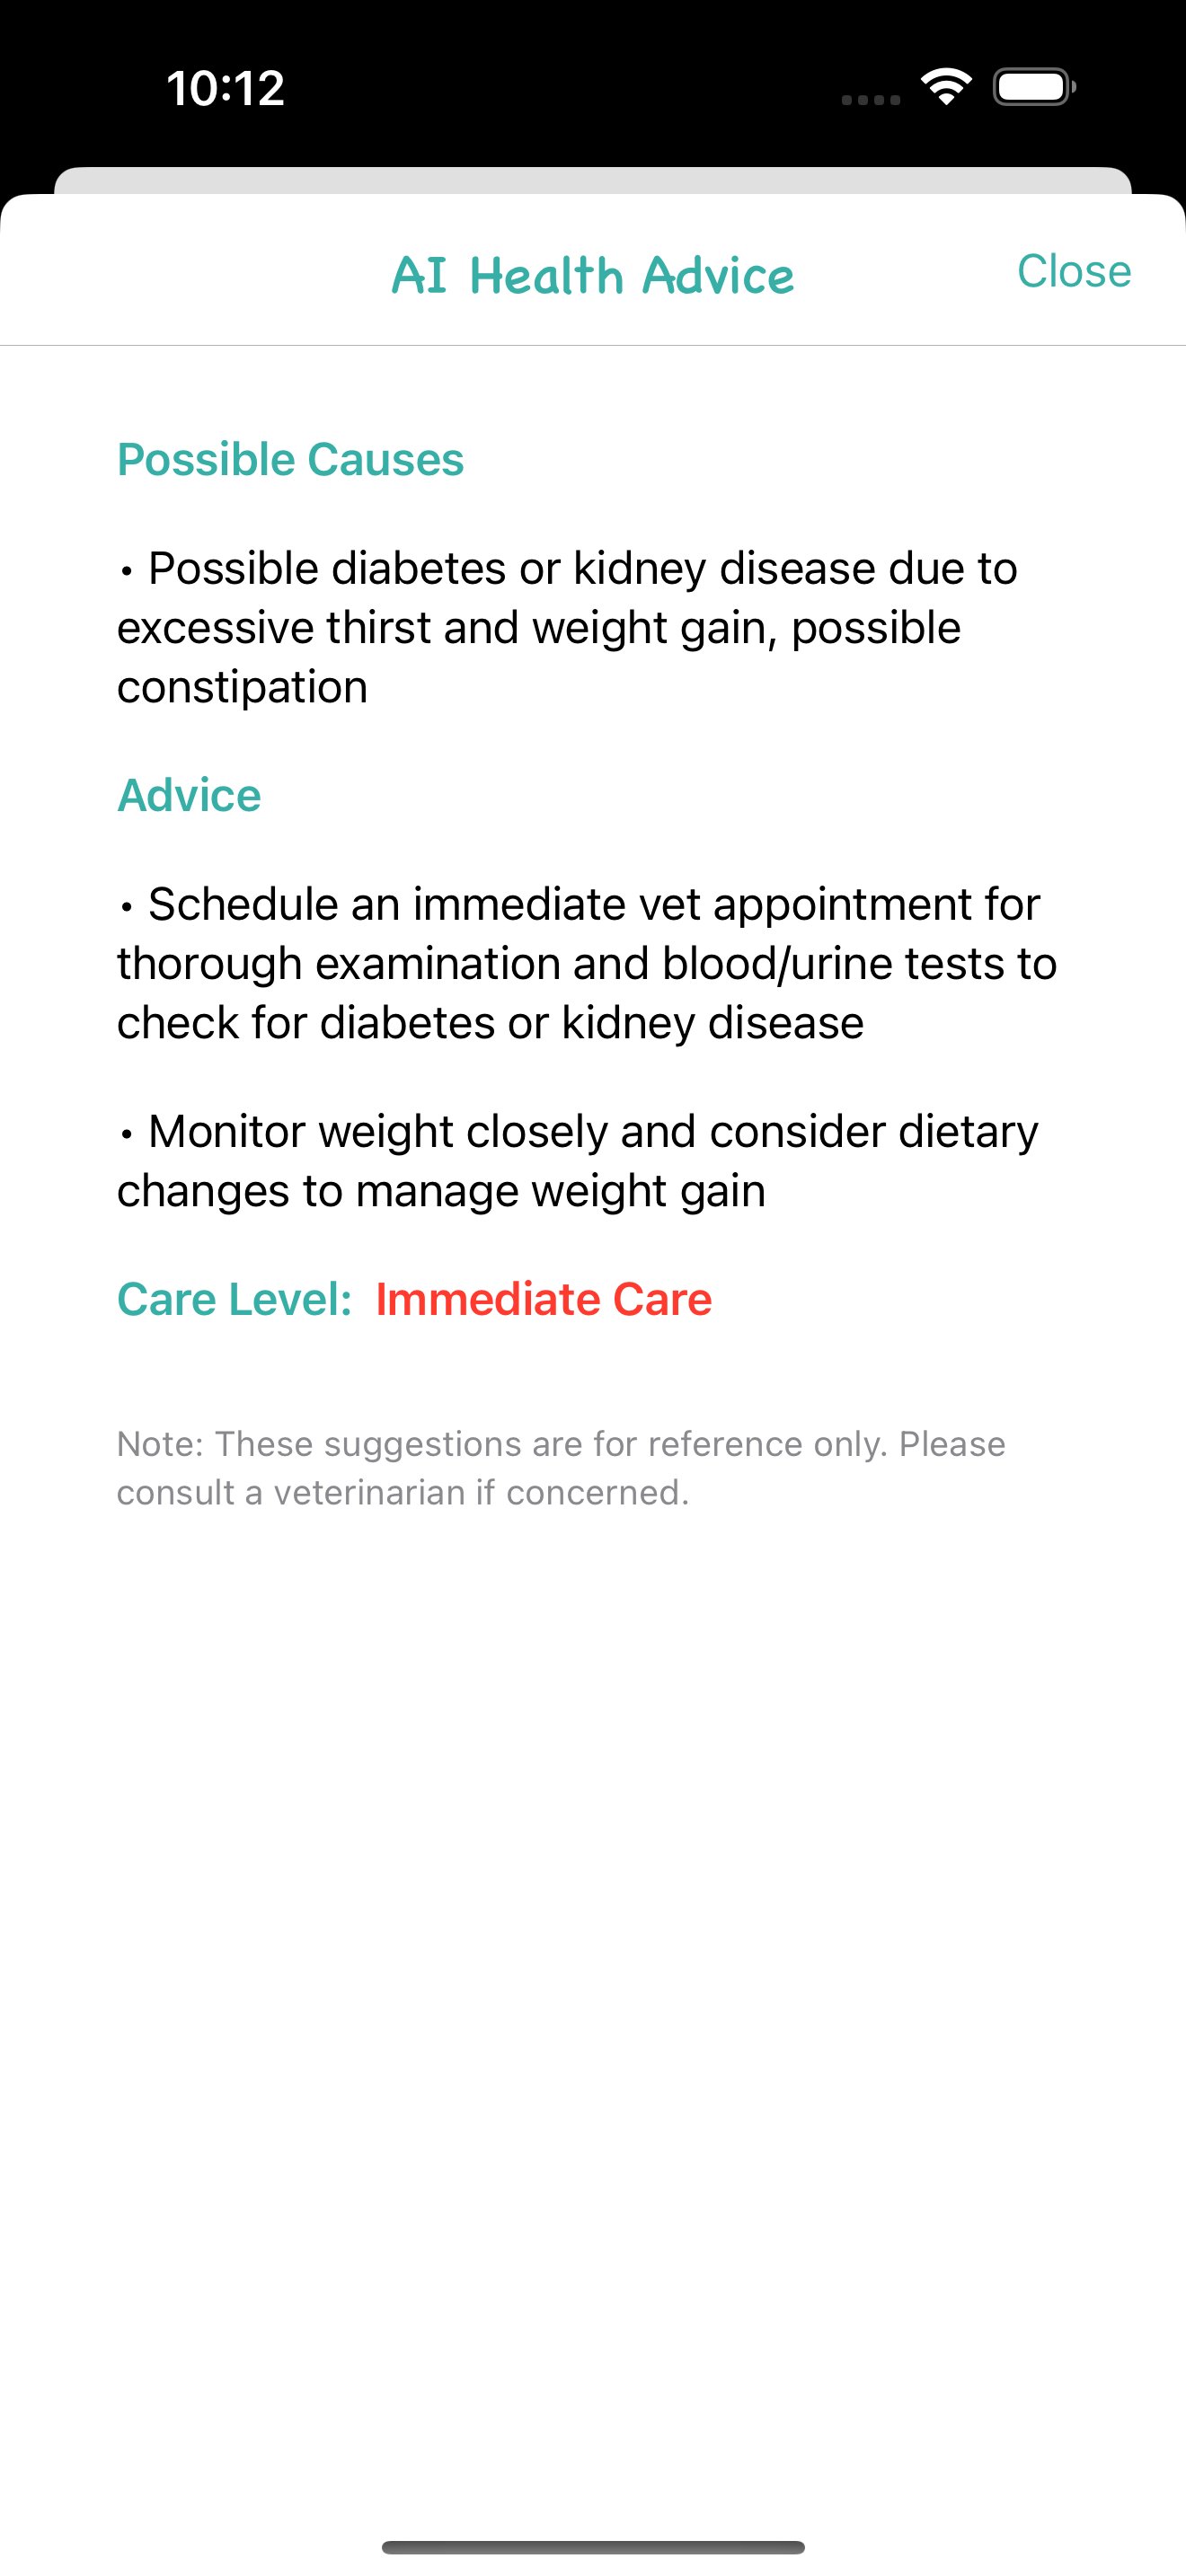 10:12
AI Health Advice
Close
Possible Causes
• Possible diabetes or kidney disease due to
excessive thirst and weight gain, possible
constipation
Advice
• Schedule an immediate vet appointment for
thorough examination and blood/urine tests to
check for diabetes or kidney disease
• Monitor weight closely and consider dietary
changes to manage weight gain
Care Level: Immediate Care
Note: These suggestions are for reference only. Please
consult a veterinarian if concerned.